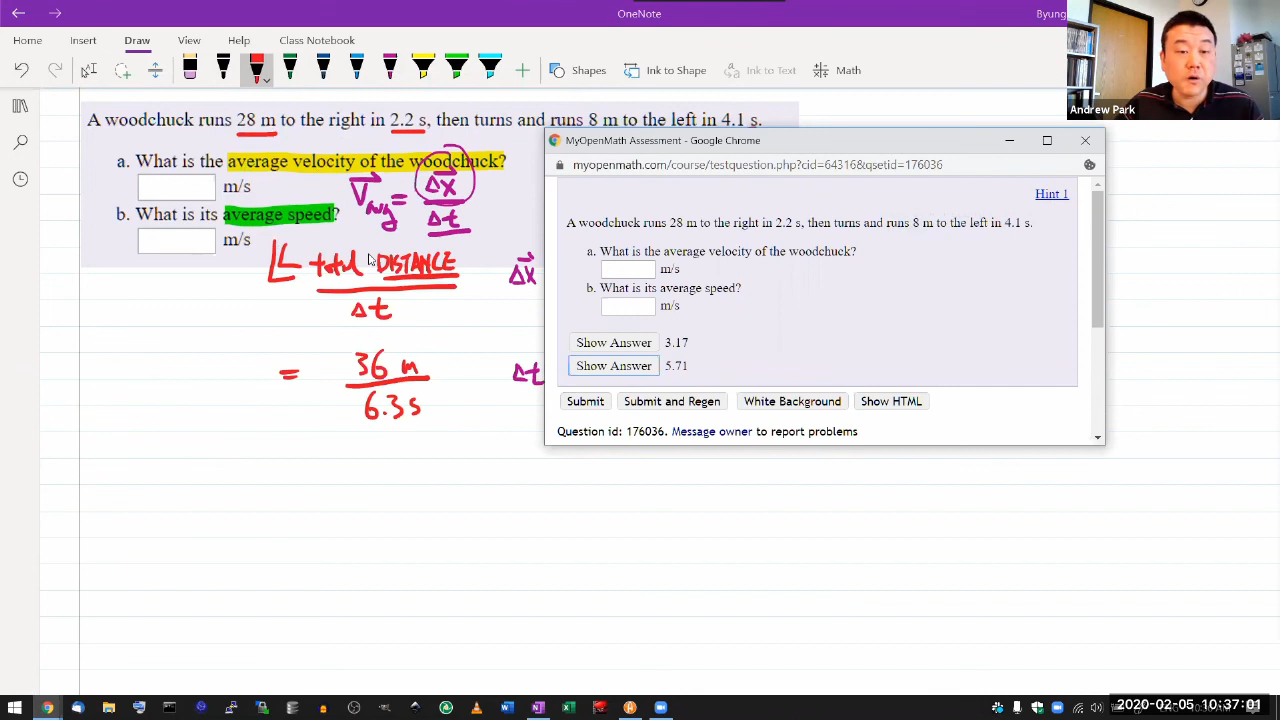 OneNote
Byung
Home Insert Draw View Help Class Notebook
Shapes Ink to Shape Ink to Text Math
Andrew Park
A woodchuck runs 28 m to the right in 2.2 s, then turns and runs 8 m to the left in 4.1 s.
a. What is the average velocity of the woodchuck?
m/s
b. What is its average speed?
m/s
V avg = Δx
Δt
total DISTANCE
Δt
= 36 m
6.3 s
Δx
Δt
MyOpenMath Assessment - Google Chrome
myopenmath.com/course/testquestion.php?cid=64316&qsetid=176036
Hint 1
A woodchuck runs 28 m to the right in 2.2 s, then turns and runs 8 m to the left in 4.1 s.
a. What is the average velocity of the woodchuck?
m/s
b. What is its average speed?
m/s
Show Answer 3.17
Show Answer 5.71
Submit Submit and Regen White Background Show HTML
Question id: 176036. Message owner to report problems
2020-02-05 10:37:01